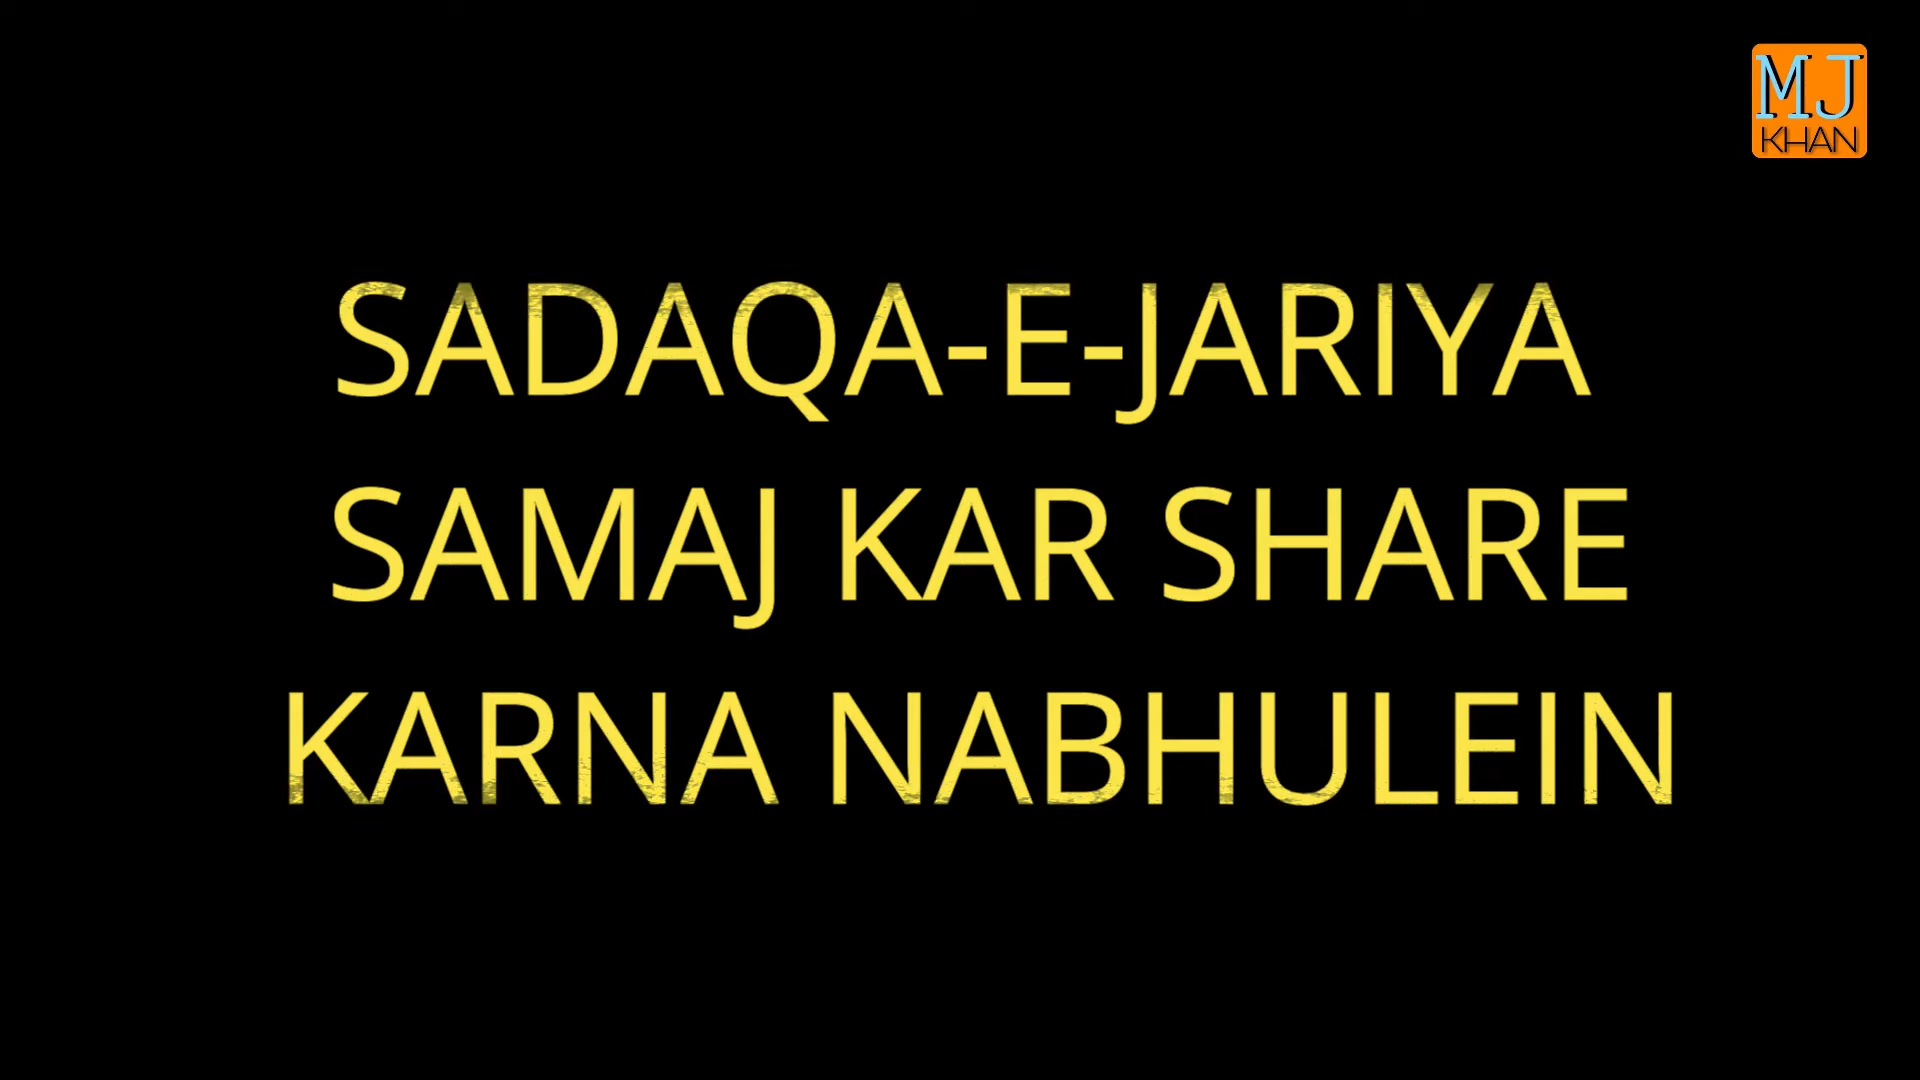 MJ
KHAN
SADAQA-E-JARIYA
SAMAJ KAR SHARE
KARNA NABHULEIN